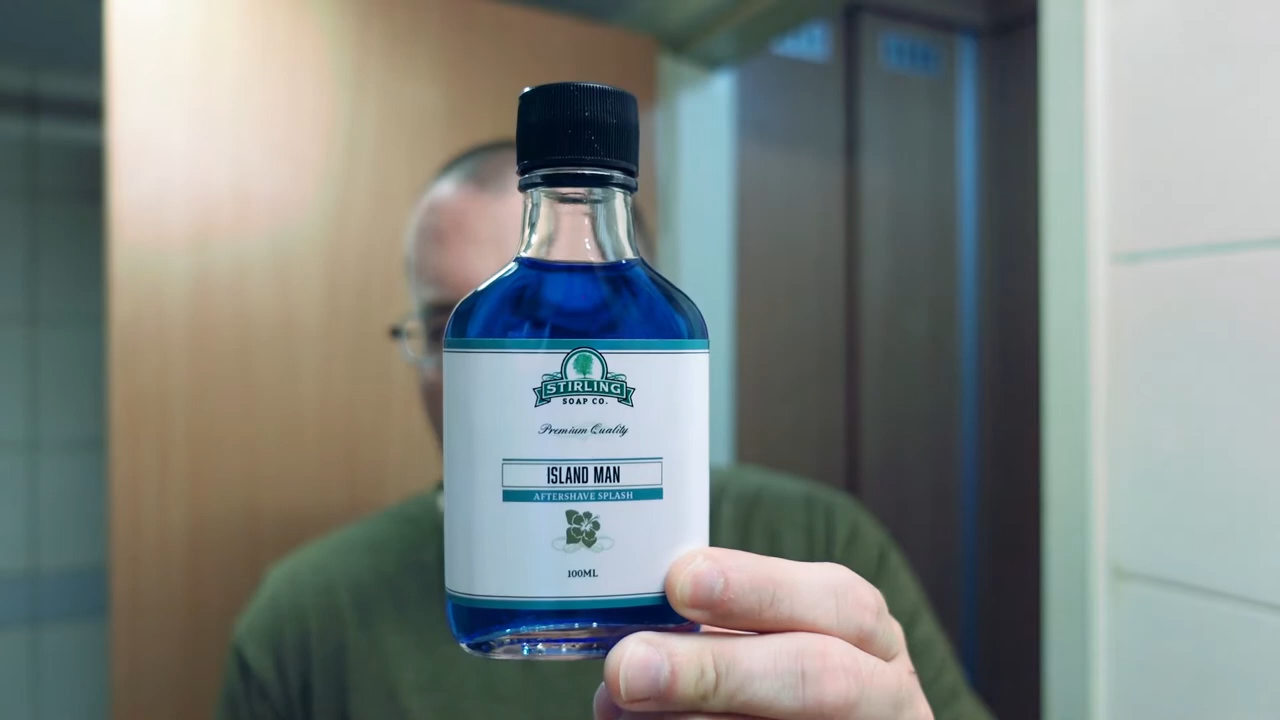 STIRLING
SOAP CO.
Premium Quality
ISLAND MAN
AFTERSHAVE SPLASH
100ML